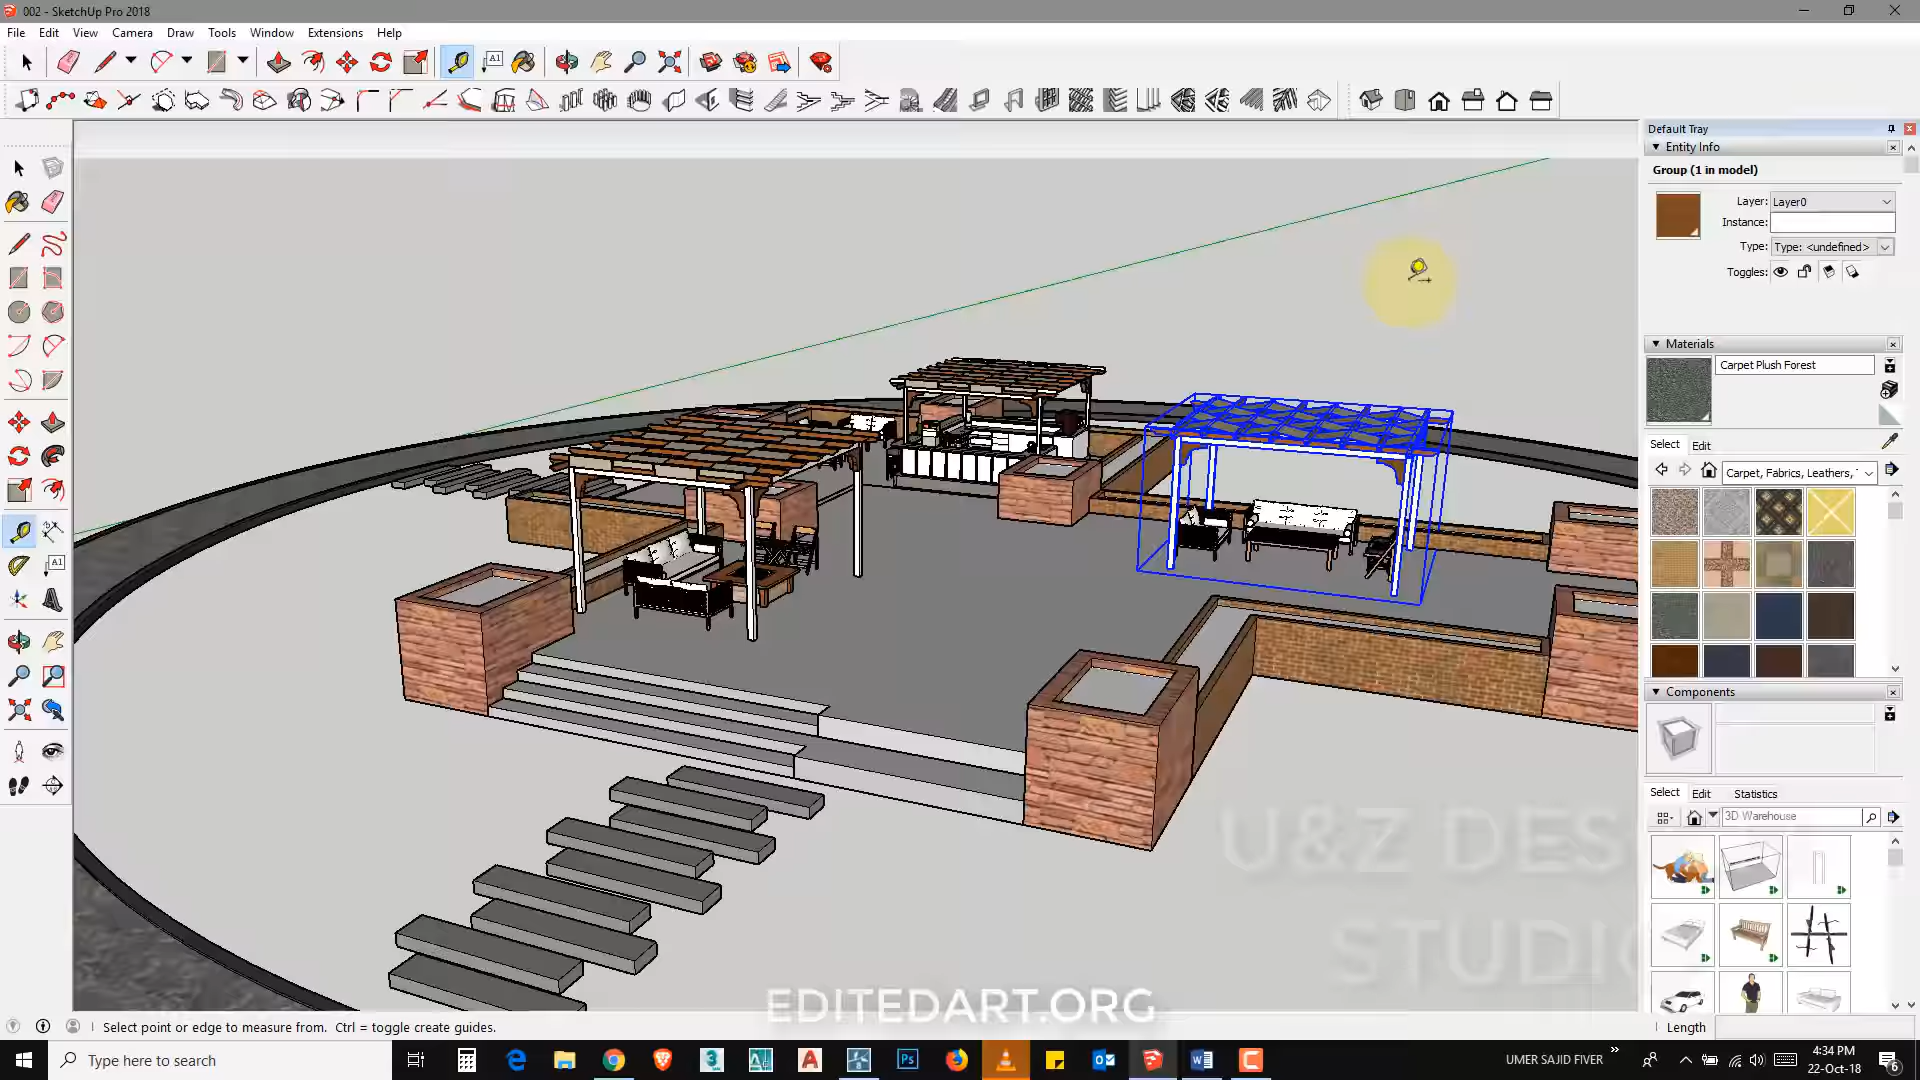 002 - SketchUp Pro 2018
File Edit View Camera Draw Tools Window Extensions Help
A1
Default Tray
Entity Info
Group (1 in model)
Layer: Layer0
Instance:
Type: Type: <undefined>
Toggles:
Materials
Carpet Plush Forest
Select Edit
Carpet, Fabrics, Leathers,
A1
Components
Select Edit Statistics
3D Warehouse
U&Z DES
STUDI
EDITEDART.ORG
Select point or edge to measure from. Ctrl = toggle create guides.
Length
Type here to search
UMER SAJID FIVER
4:34 PM
22-Oct-18
6